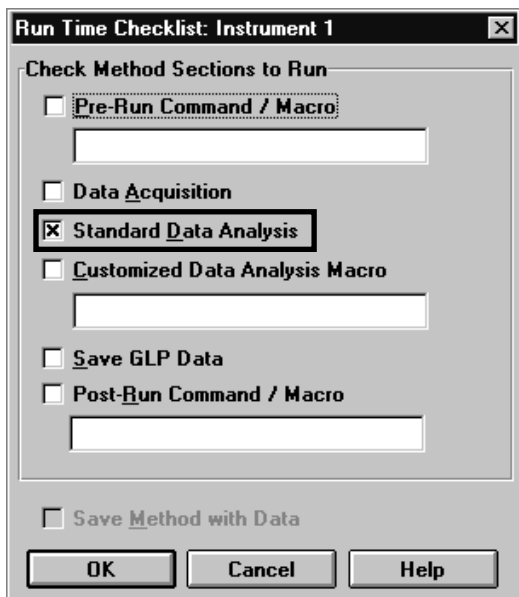 Run Time Checklist: Instrument 1
Check Method Sections to Run
Pre-Run Command / Macro
Data Acquisition
Standard Data Analysis
Customized Data Analysis Macro
Save GLP Data
Post-Run Command / Macro
Save Method with Data
OK Cancel Help